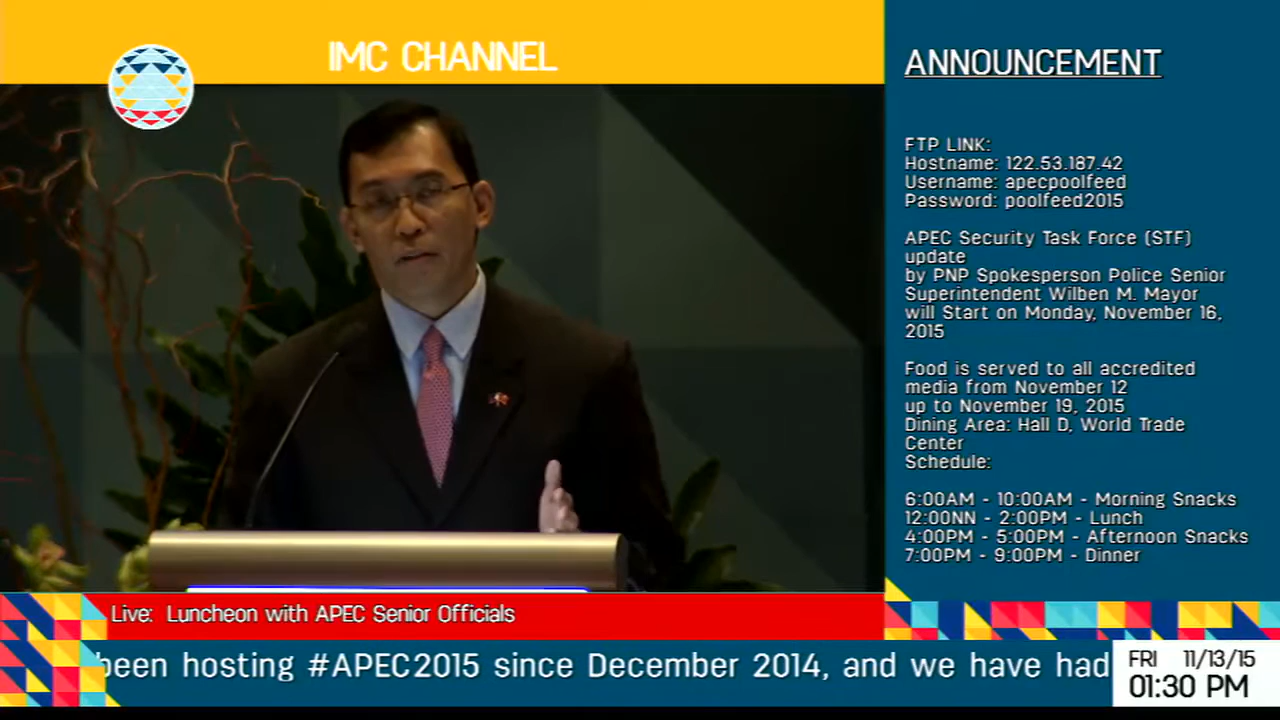 IMC CHANNEL
ANNOUNCEMENT
FTP LINK:
Hostname: 122.53.187.42
Username: apecpoolfeed
Password: poolfeed2015
APEC Security Task Force (STF)
update
by PNP Spokesperson Police Senior
Superintendent Wilben M. Mayor
will Start on Monday, November 16,
2015
Food is served to all accredited
media from November 12
up to November 19, 2015
Dining Area: Hall D, World Trade
Center
Schedule:
6:00AM - 10:00AM - Morning Snacks
12:00NN - 2:00PM - Lunch
4:00PM - 5:00PM - Afternoon Snacks
7:00PM - 9:00PM - Dinner
Live: Luncheon with APEC Senior Officials
been hosting #APEC2015 since December 2014, and we have had
FRI 11/13/15
01:30 PM